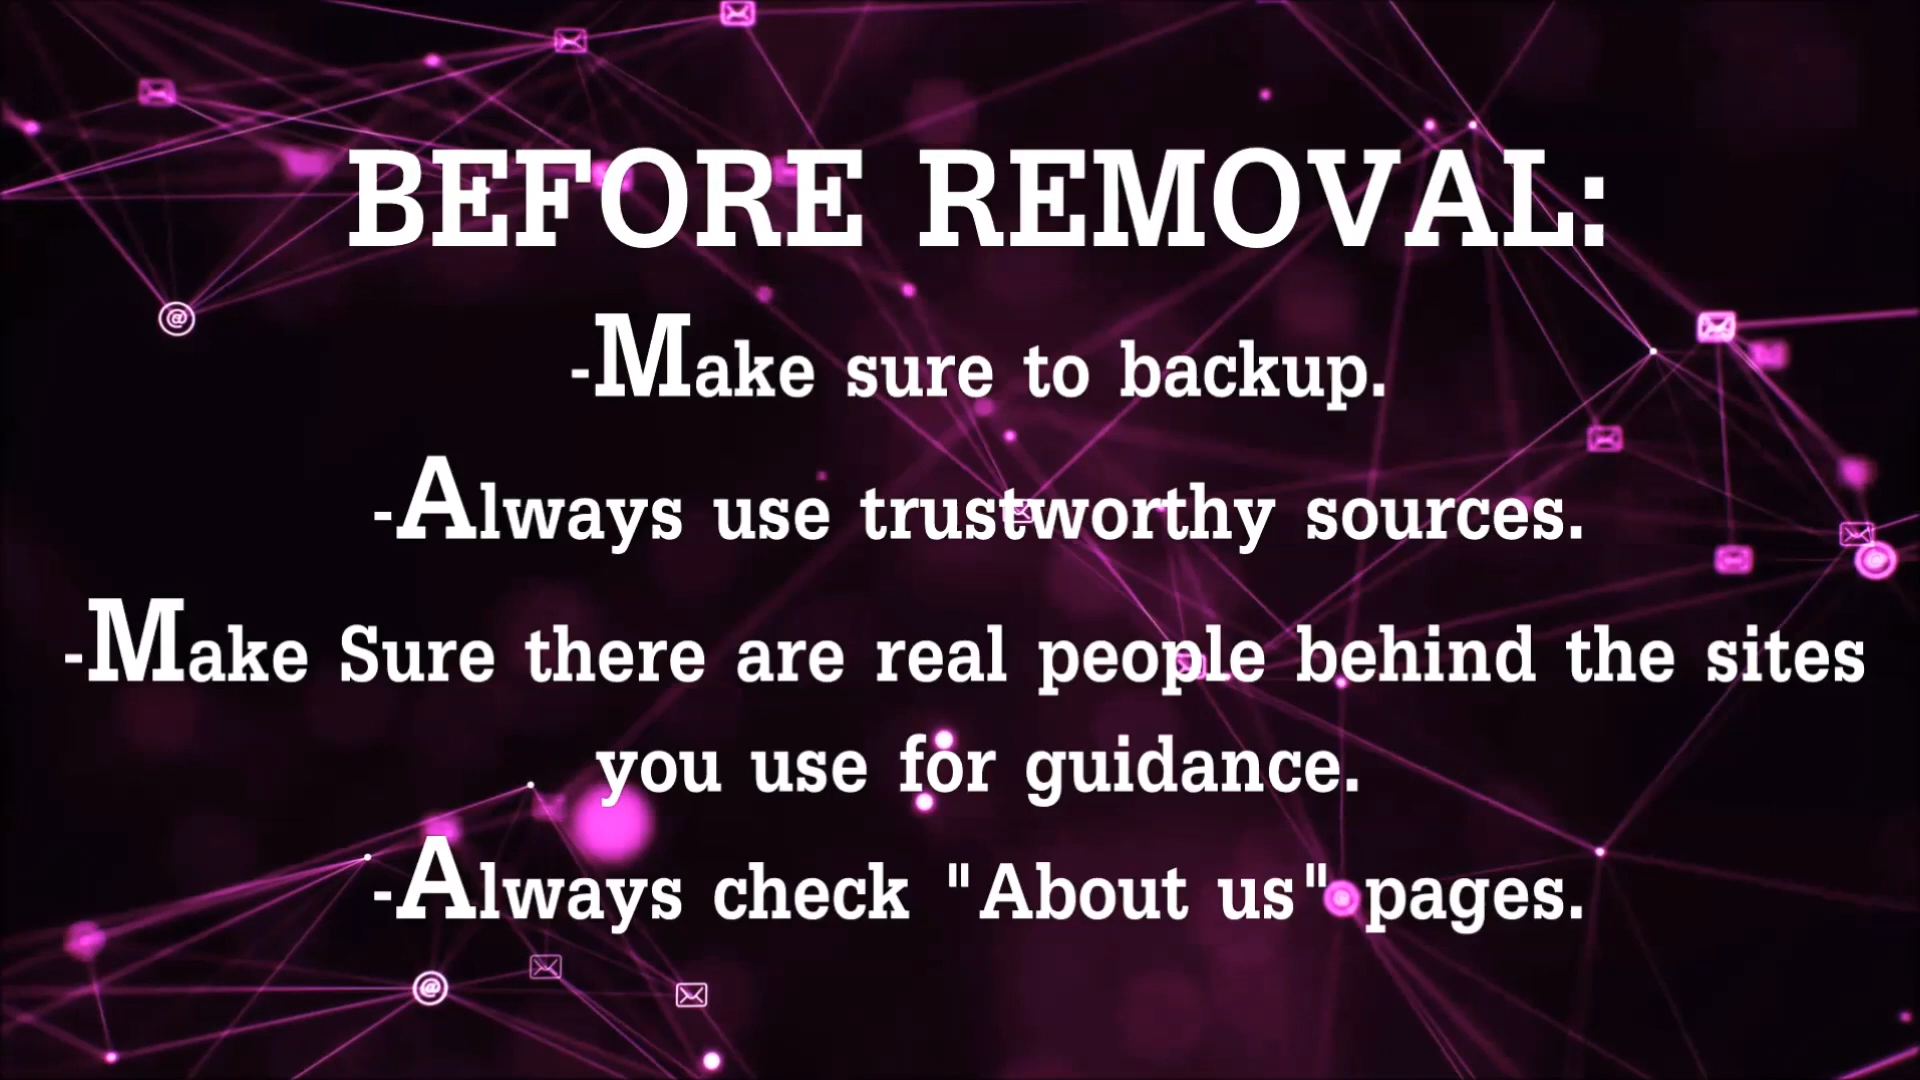 BEFORE REMOVAL:
-Make sure to backup.
-Always use trustworthy sources.
-Make Sure there are real people behind the sites
you use for guidance.
-Always check "About us" pages.